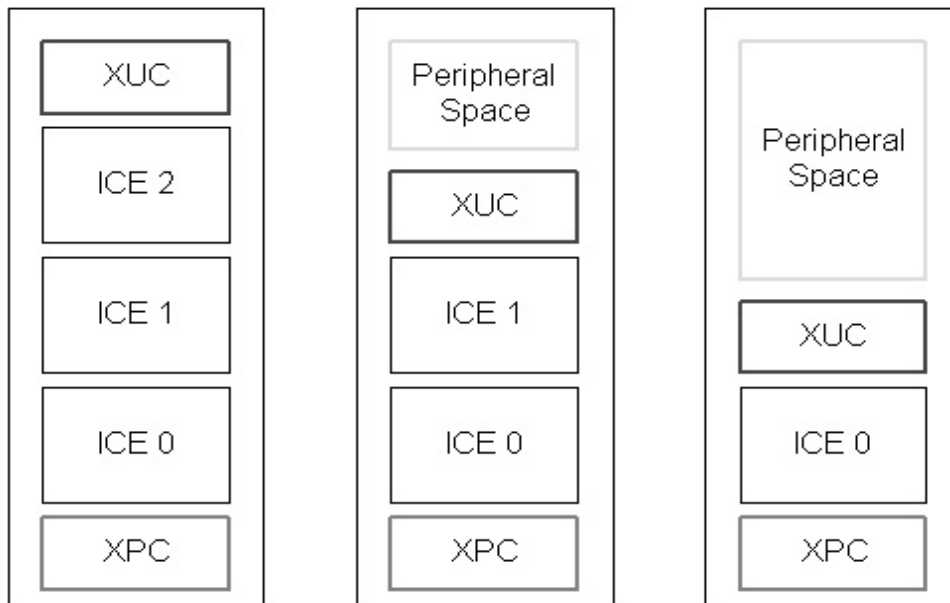 XUC
ICE 2
ICE 1
ICE 0
XPC
Peripheral
Space
XUC
ICE 1
ICE 0
XPC
Peripheral
Space
XUC
ICE 0
XPC